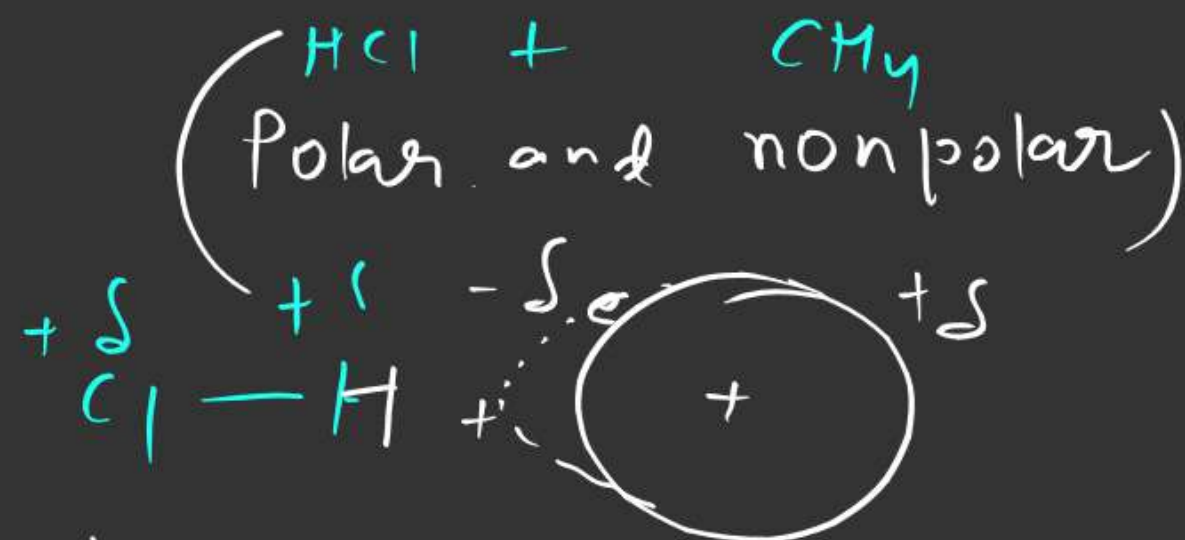 HCl + CH4
(Polar and nonpolar)
+δ +δ -δ e +δ
Cl — H + +